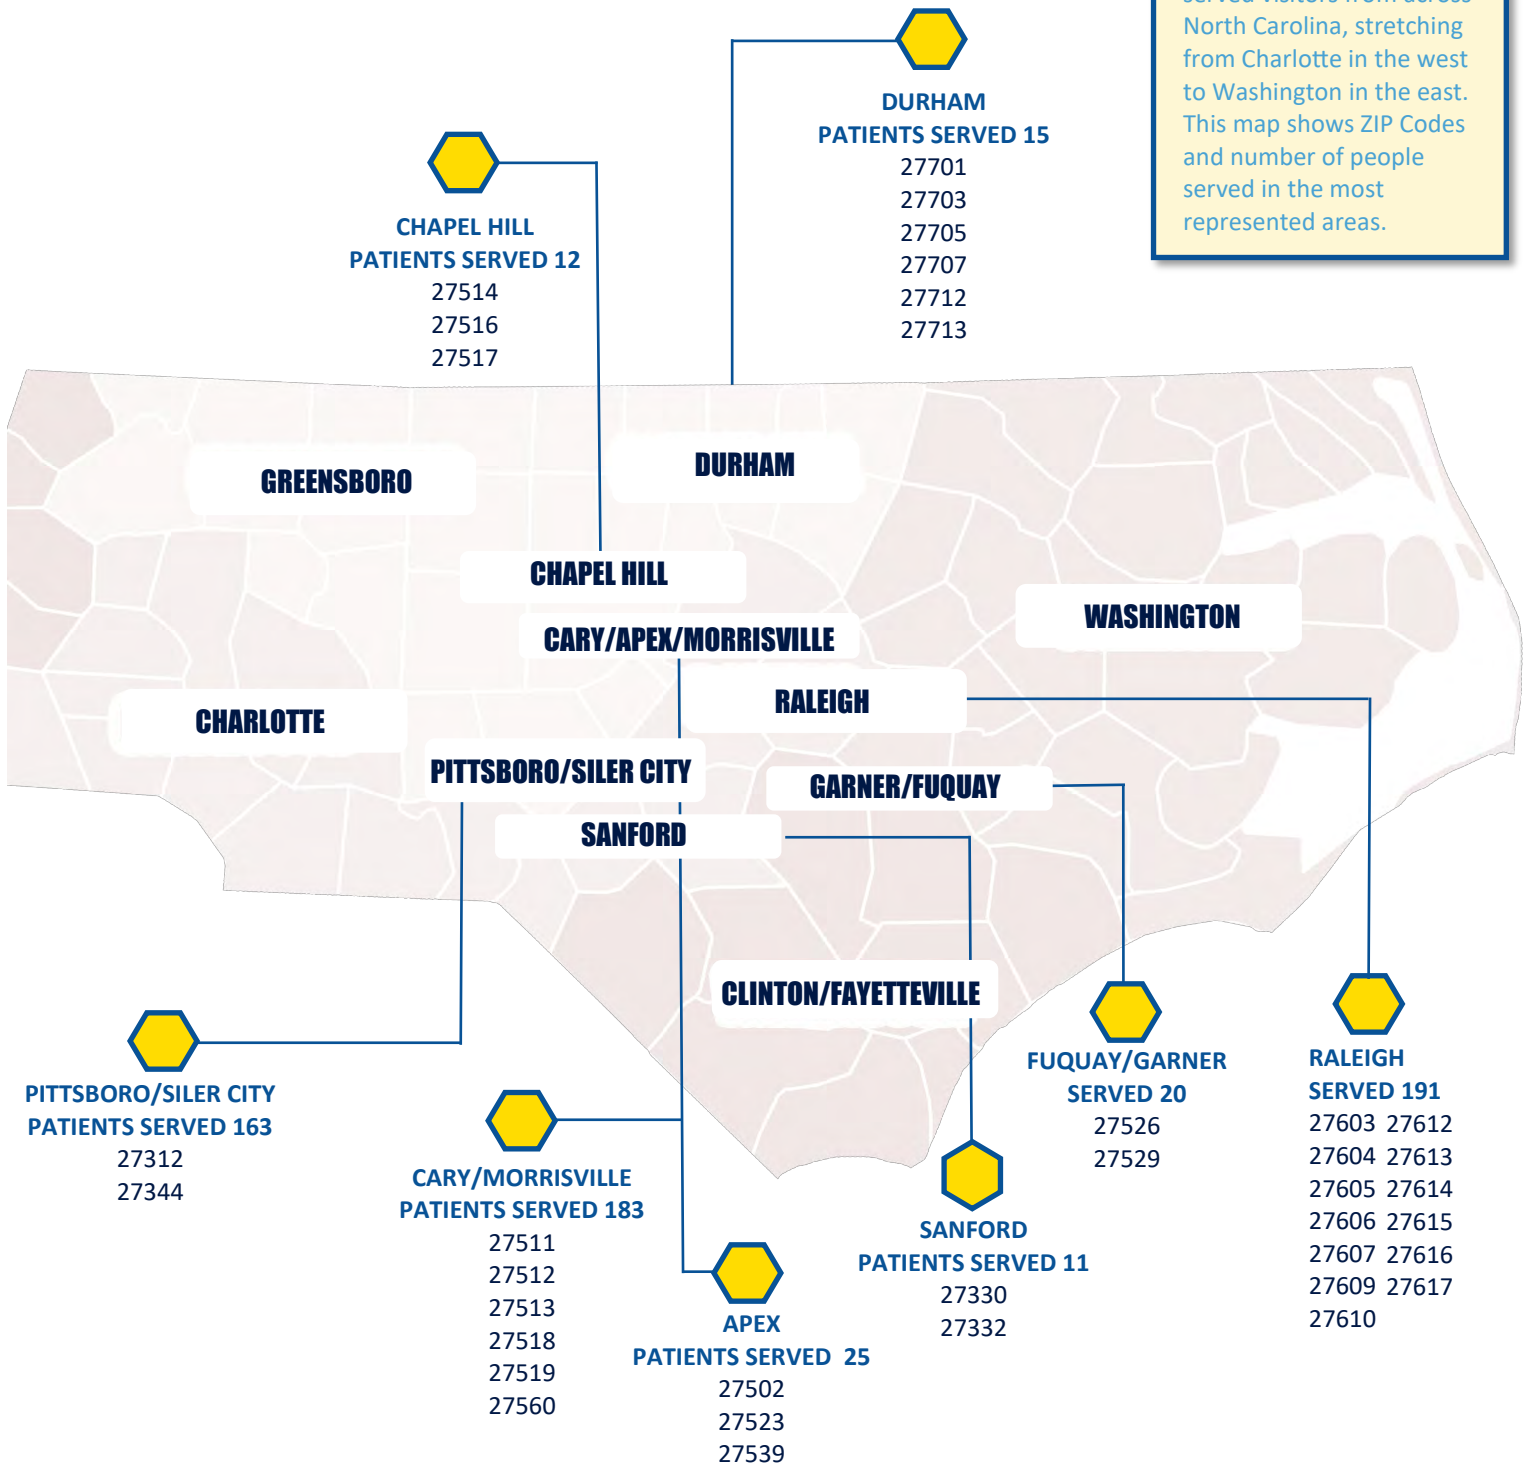 North Carolina, stretching
from Charlotte in the west
to Washington in the east.
This map shows ZIP Codes
and number of people
served in the most
represented areas.
DURHAM
PATIENTS SERVED 15
27701
27703
27705
27707
27712
27713
CHAPEL HILL
PATIENTS SERVED 12
27514
27516
27517
GREENSBORO
DURHAM
CHAPEL HILL
CARY/APEX/MORRISVILLE
WASHINGTON
RALEIGH
CHARLOTTE
PITTSBORO/SILER CITY
GARNER/FUQUAY
SANFORD
CLINTON/FAYETTEVILLE
PITTSBORO/SILER CITY
PATIENTS SERVED 163
27312
27344
CARY/MORRISVILLE
PATIENTS SERVED 183
27511
27512
27513
27518
27519
27560
APEX
PATIENTS SERVED 25
27502
27523
27539
SANFORD
PATIENTS SERVED 11
27330
27332
FUQUAY/GARNER
SERVED 20
27526
27529
RALEIGH
SERVED 191
27603 27612
27604 27613
27605 27614
27606 27615
27607 27616
27609 27617
27610